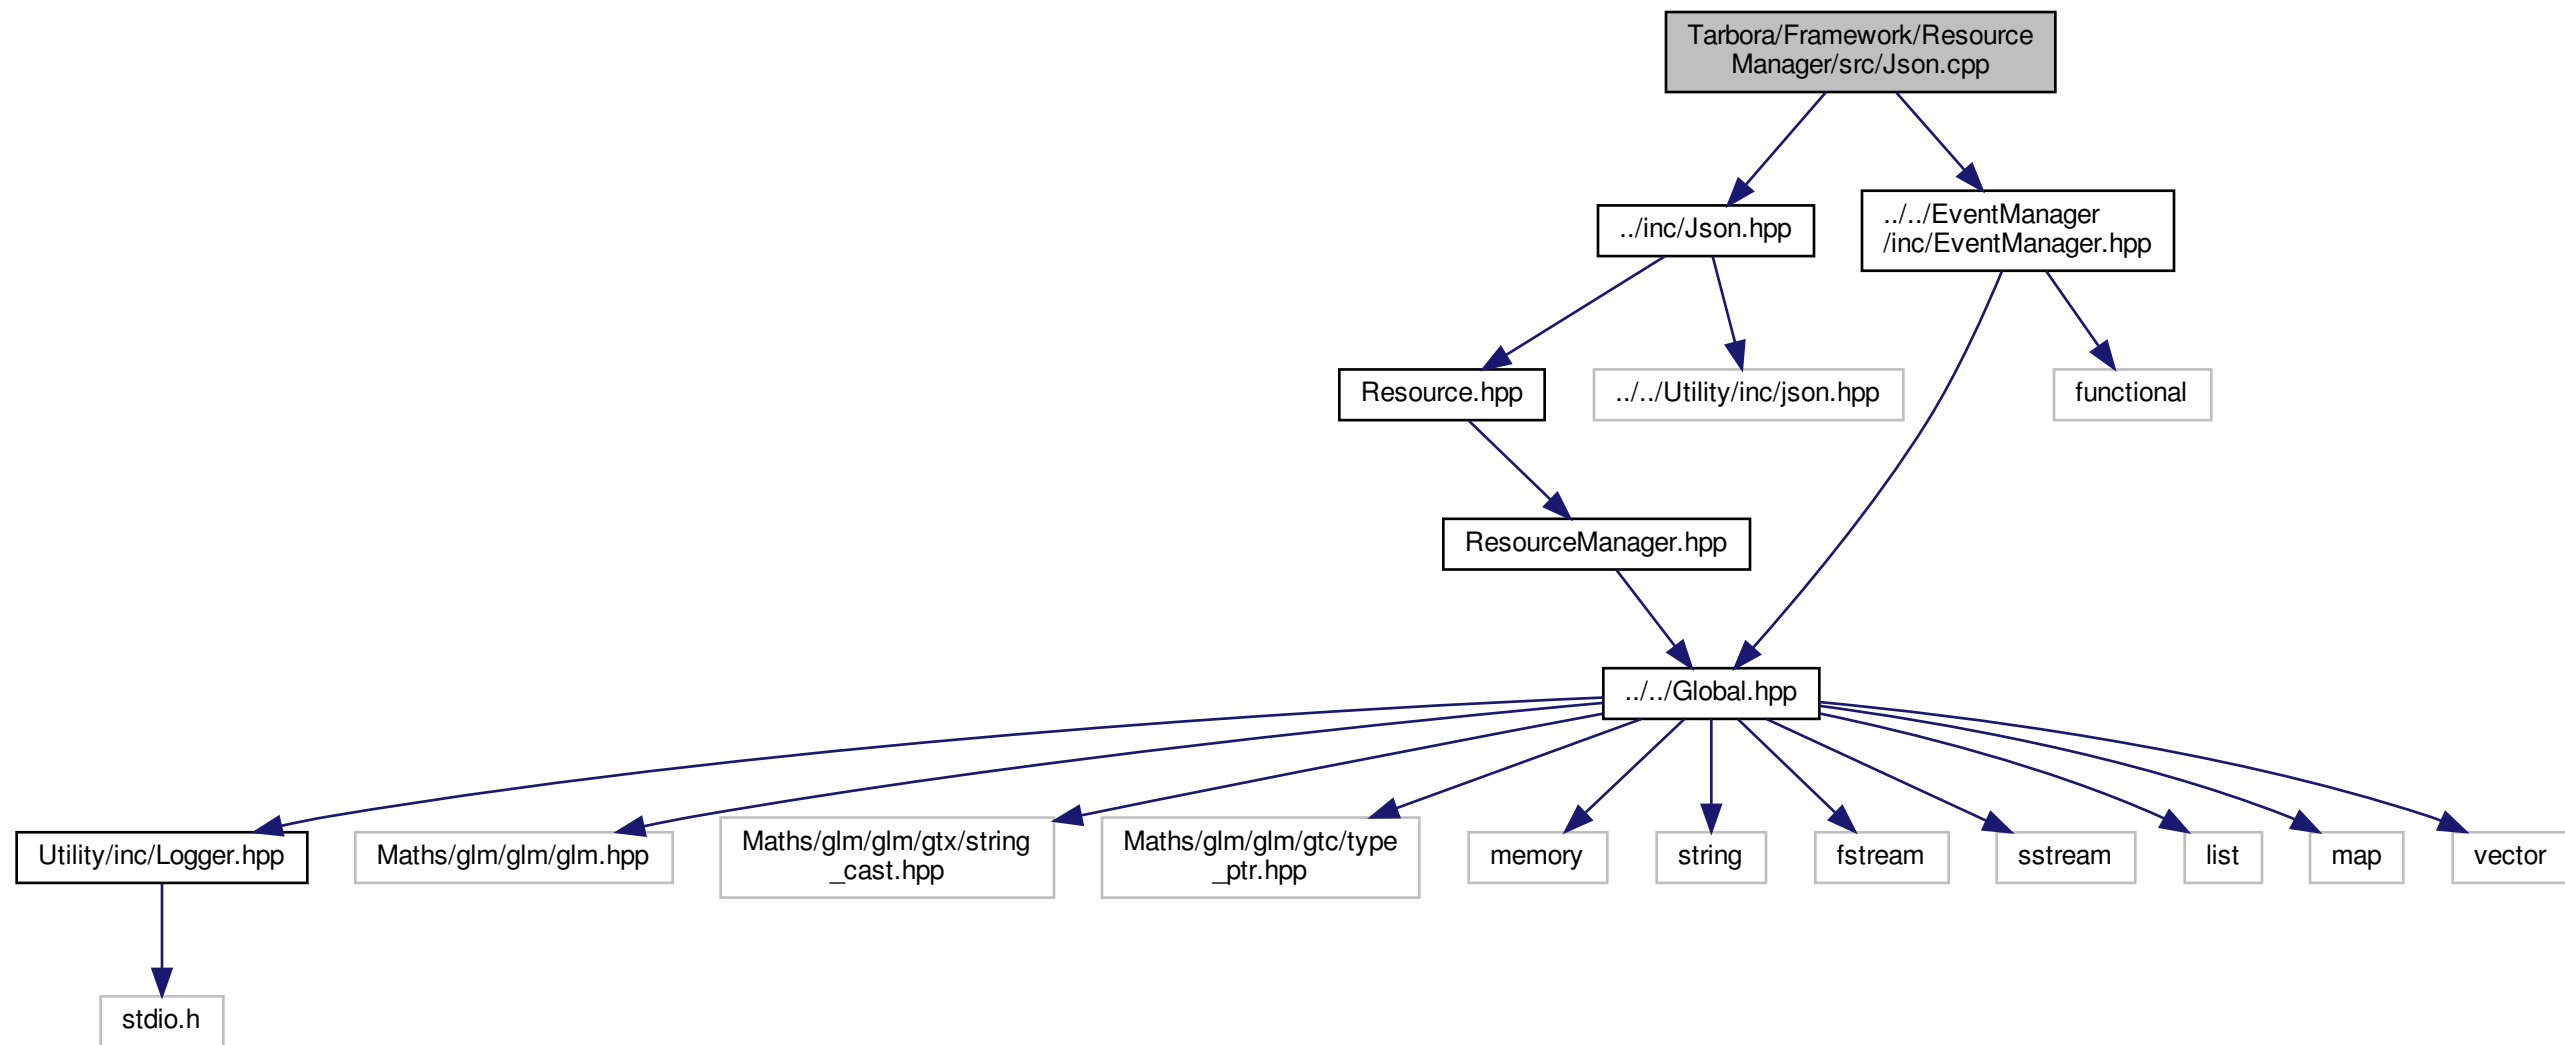 Tarbora/Framework/Resource
Manager/src/Json.cpp
../inc/Json.hpp
../../EventManager
/inc/EventManager.hpp
Resource.hpp
../../Utility/inc/json.hpp
functional
ResourceManager.hpp
../../Global.hpp
Utility/inc/Logger.hpp
Maths/glm/glm/glm.hpp
Maths/glm/glm/gtx/string
_cast.hpp
Maths/glm/glm/gtc/type
_ptr.hpp
memory
string
fstream
sstream
list
map
vector
stdio.h